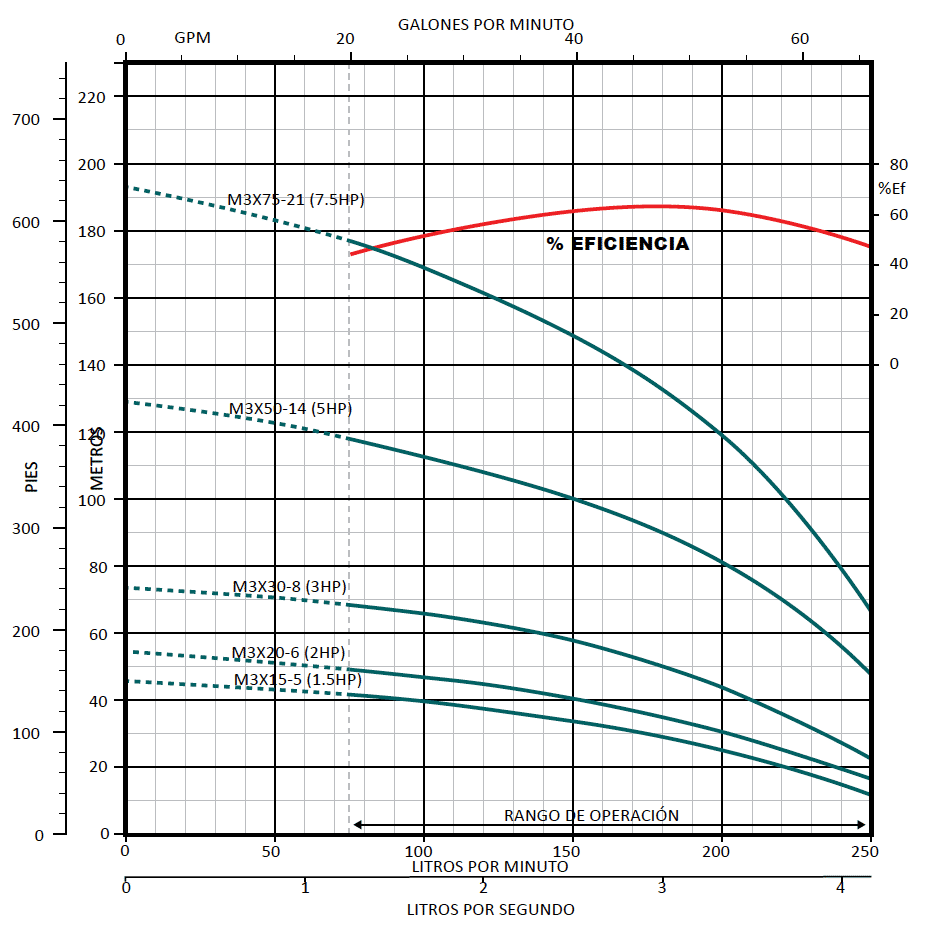 GALONES POR MINUTO
0 GPM 20 40 60
220
700
200 80
%Ef
M3X75-21 (7.5HP)
600 60
180
% EFICIENCIA
40
160
500 20
140 0
M3X50-14 (5HP)
400
120
PIES
METROS
100
300
80
M3X30-8 (3HP)
200 60
M3X20-6 (2HP)
M3X15-5 (1.5HP)
40
100
20
RANGO DE OPERACIÓN
0 0
0 50 100 150 200 250
LITROS POR MINUTO
0 1 2 3 4
LITROS POR SEGUNDO